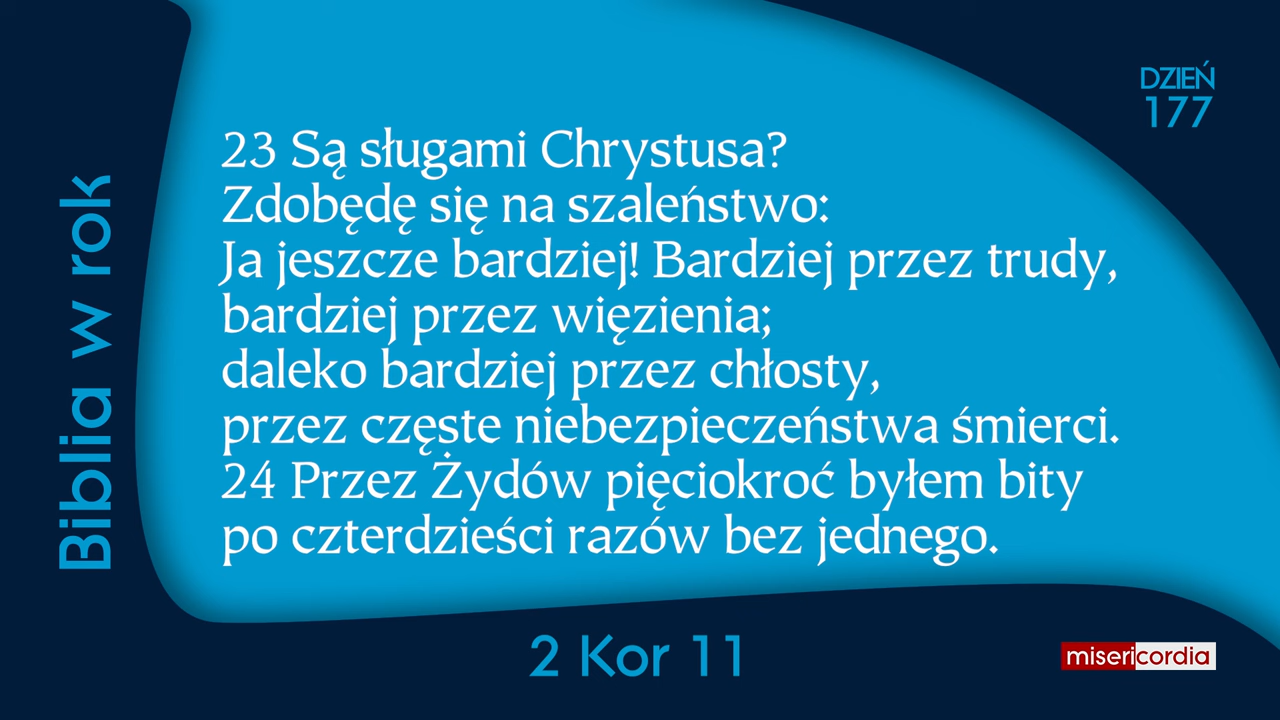 DZIEŃ
177
Biblia w rok
23 Są sługami Chrystusa?
Zdobędę się na szaleństwo:
Ja jeszcze bardziej! Bardziej przez trudy,
bardziej przez więzienia;
daleko bardziej przez chłosty,
przez częste niebezpieczeństwa śmierci.
24 Przez Żydów pięciokroć byłem bity
po czterdzieści razów bez jednego.
2 Kor 11
misericordia